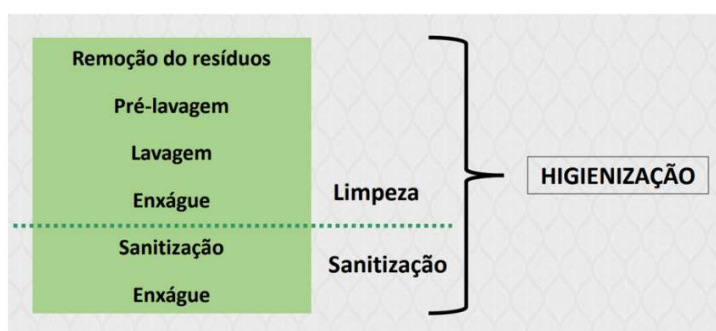 Remoção do resíduos
Pré-lavagem
Lavagem
Enxágue
Limpeza
Sanitização
Sanitização
Enxágue
HIGIENIZAÇÃO